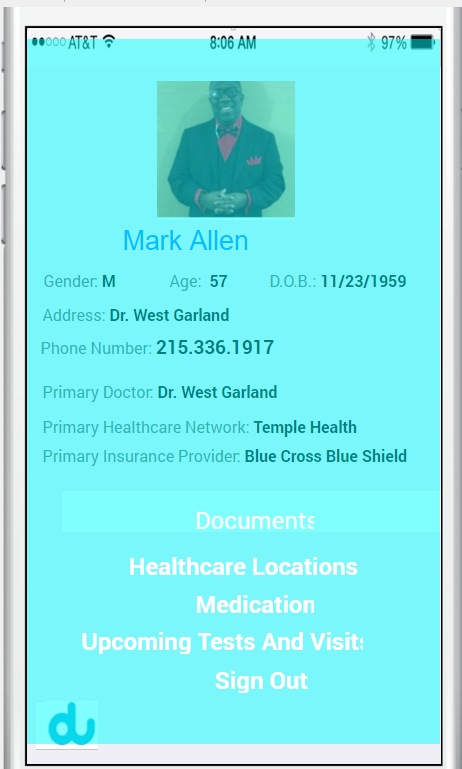 AT&T 8:06 AM 97%
Mark Allen
Gender: M Age: 57 D.O.B.: 11/23/1959
Address: Dr. West Garland
Phone Number: 215.336.1917
Primary Doctor: Dr. West Garland
Primary Healthcare Network: Temple Health
Primary Insurance Provider: Blue Cross Blue Shield
Documents
Healthcare Locations
Medication
Upcoming Tests And Visits
Sign Out
du